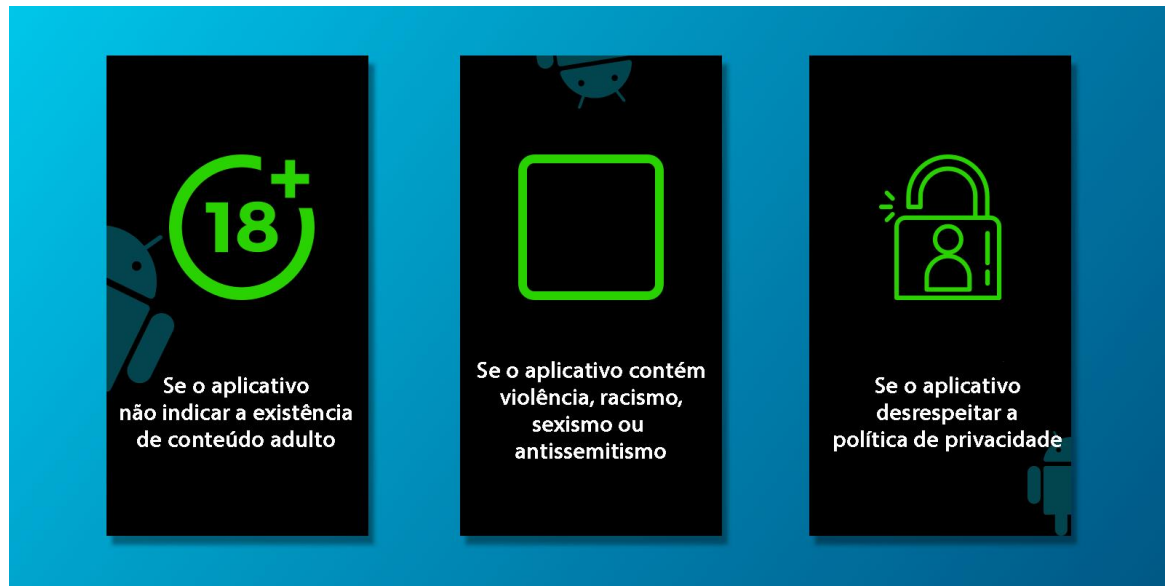 18+
Se o aplicativo
não indicar a existência
de conteúdo adulto
Se o aplicativo contém
violência, racismo,
sexismo ou
antissemitismo
Se o aplicativo
desrespeitar a
política de privacidade